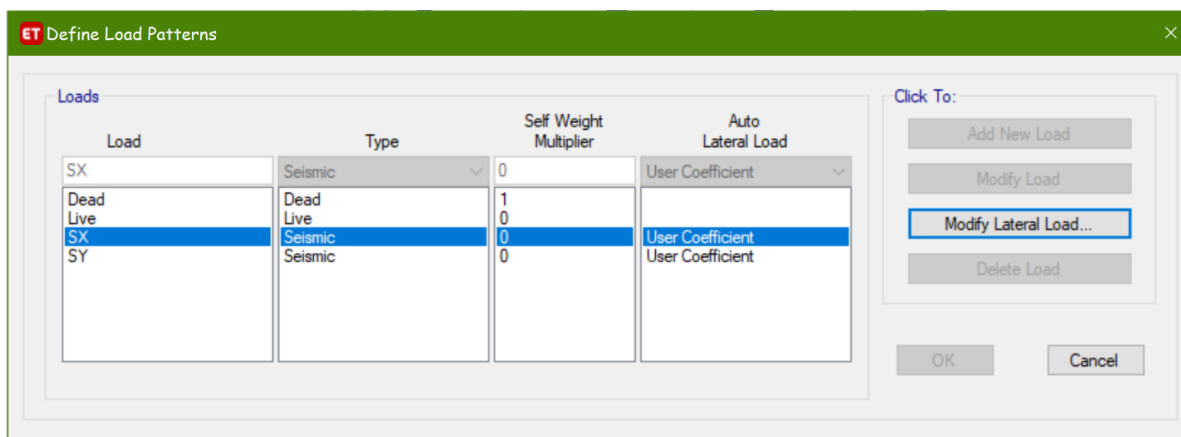 ET Define Load Patterns
Loads
Click To:
Load Type Self Weight Multiplier Auto Lateral Load
SX Seismic 0 User Coefficient
Dead Dead 1
Live Live 0
SX Seismic 0 User Coefficient
SY Seismic 0 User Coefficient
Add New Load
Modify Load
Modify Lateral Load...
Delete Load
OK Cancel